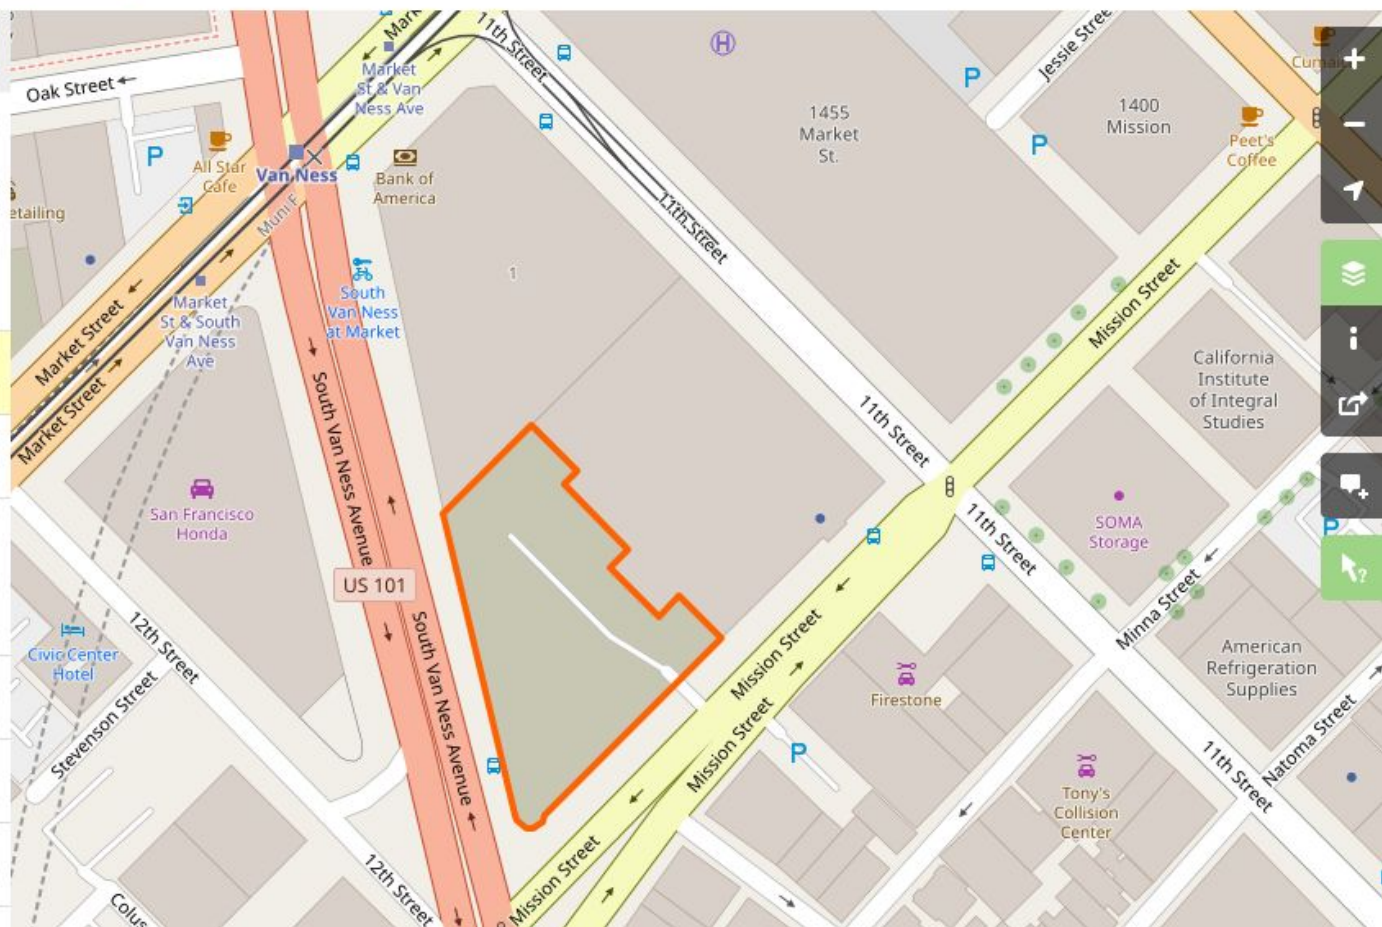 Mark
11th Street
Jessie Stree
Oak Street
Market
St & Van
Ness Ave
H
P
1455
Market
St.
1400
Mission
P
Peet's
Coffee
P
All Star
Cafe
Van Ness
Bank of
America
etailing
Muni F
11th Street
11th Street
1
South
Van Ness
at Market
Market Street
Market
St & South
Van Ness
Ave
Mission Street
i
California
Institute
of Integral
Studies
Market Street
South Van Ness Avenue
11th Street
San Francisco
Honda
SOMA
Storage
P
11th Street
US 101
?
12th Street
Civic Center
Hotel
Minna Street
American
Refrigeration
Supplies
Mission Street
Firestone
South Van Ness Avenue
Stevenson Street
Mission Street
P
Natoma Street
11th Street
Tony's
Collision
Center
12th Street
Mission Street
Colus